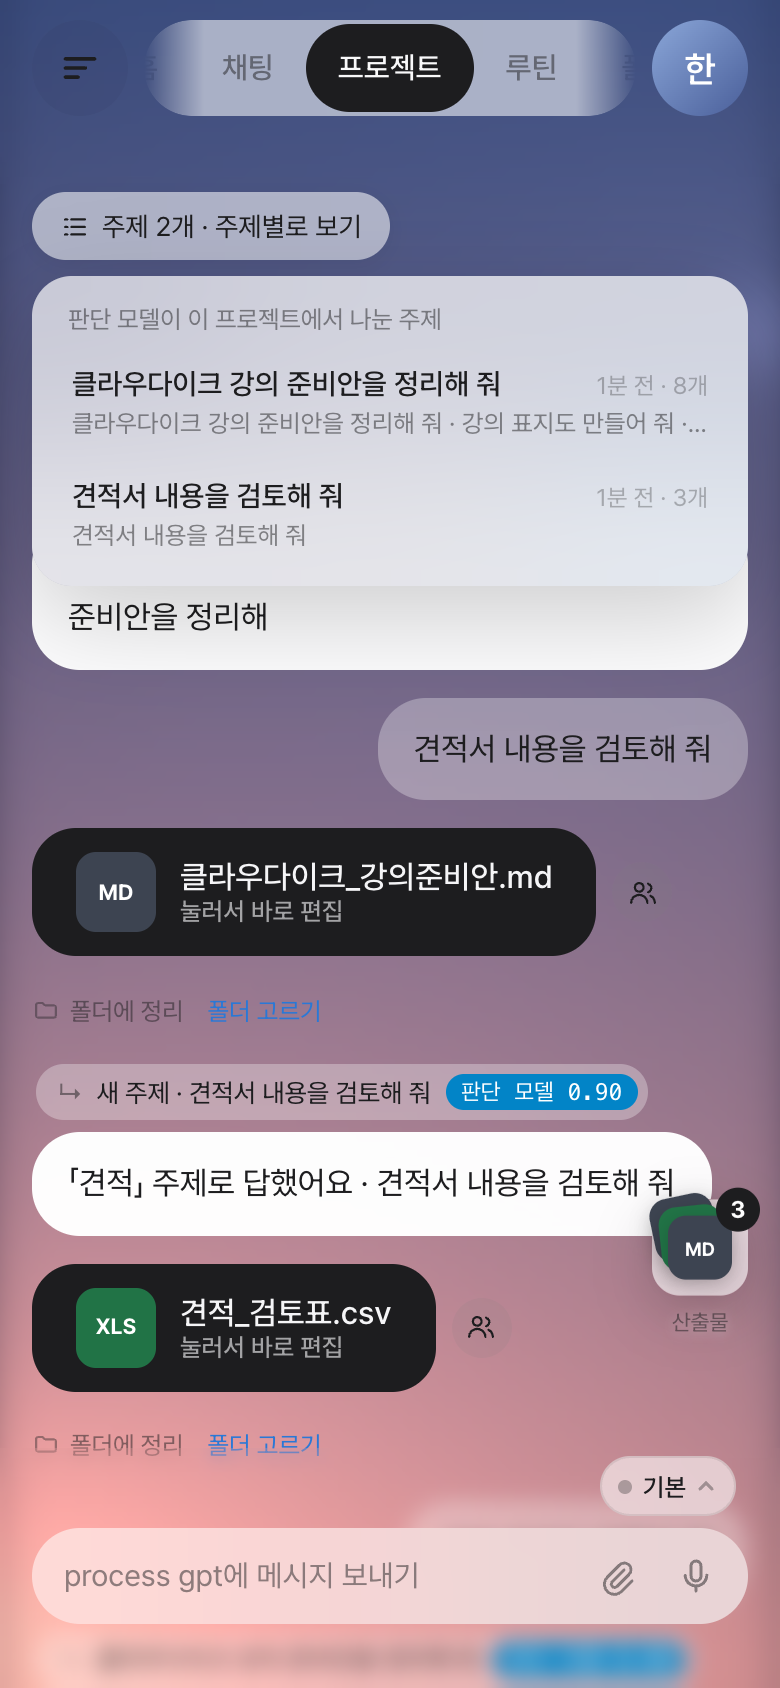 채팅
프로젝트
루틴
한
주제 2개 · 주제별로 보기
판단 모델이 이 프로젝트에서 나눈 주제
클라우다이크 강의 준비안을 정리해 줘
1분 전 · 8개
클라우다이크 강의 준비안을 정리해 줘 · 강의 표지도 만들어 줘 ·...
견적서 내용을 검토해 줘
1분 전 · 3개
견적서 내용을 검토해 줘
준비안을 정리해
견적서 내용을 검토해 줘
MD
클라우다이크_강의준비안.md
눌러서 바로 편집
폴더에 정리 폴더 고르기
새 주제 · 견적서 내용을 검토해 줘 판단 모델 0.90
「견적」 주제로 답했어요 · 견적서 내용을 검토해 줘
3
MD
산출물
XLS
견적_검토표.csv
눌러서 바로 편집
폴더에 정리 폴더 고르기
기본
process gpt에 메시지 보내기